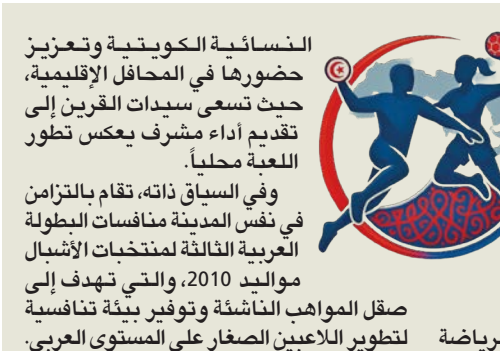 النسائية الكويتية وتعزيز
حضورها في المحافل الإقليمية،
حيث تسعى سيدات القرين إلى
تقديم أداء مشرف يعكس تطور
اللعبة محلياً.
وفي السياق ذاته، تقام بالتزامن
في نفس المدينة منافسات البطولة
العربية الثالثة لمنتخبات الأشبال
مواليد 2010، والتي تهدف إلى
صقل المواهب الناشئة وتوفير بيئة تنافسية
لتطوير اللاعبين الصغار على المستوى العربي.